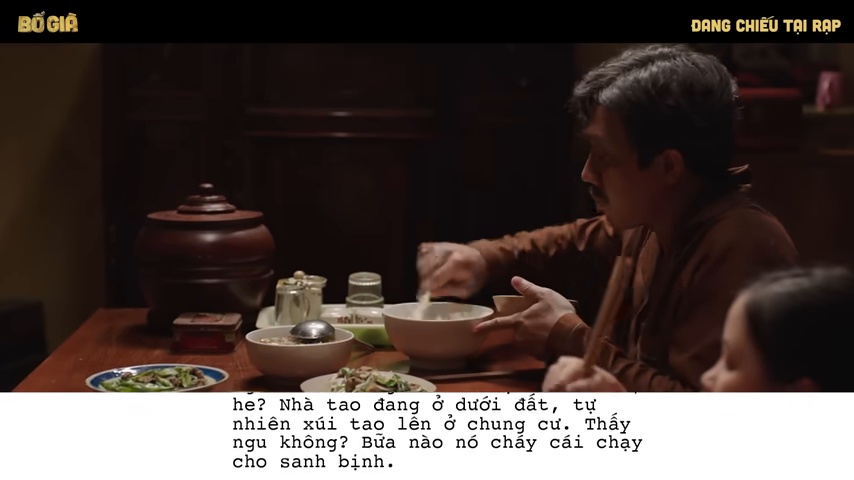 BỐ GIÀ
ĐANG CHIẾU TẠI RẠP
he? Nhà tao đang ở dưới đất, tự
nhiên xúi tao lên ở chung cư. Thấy
ngu không? Bữa nào nó cháy cái chạy
cho sanh bịnh.